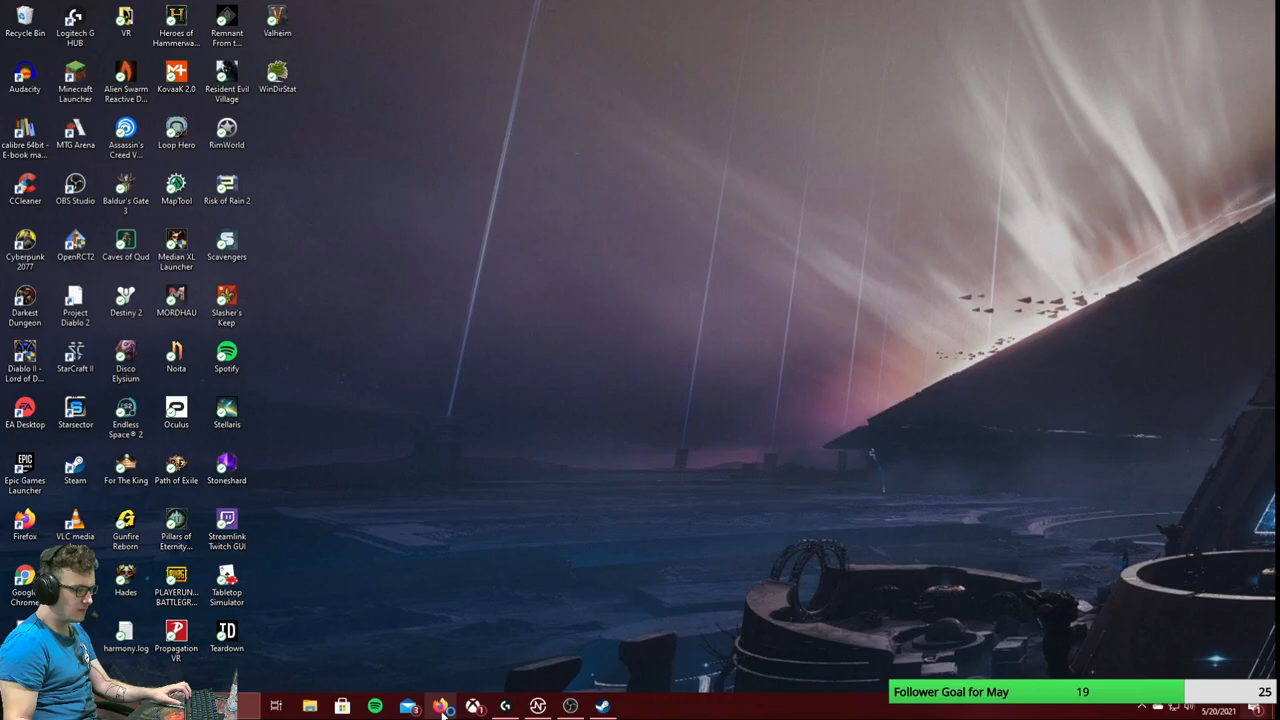 Recycle Bin
Logitech G
HUB
VR
Heroes of
Hammerwa...
Remnant
From t...
Valheim
Audacity
Minecraft
Launcher
Alien Swarm
Reactive D...
KovaaK 2.0
Resident Evil
Village
WinDirStat
calibre 64bit -
E-book ma...
MTG Arena
Assassin's
Creed V...
Loop Hero
RimWorld
CCleaner
OBS Studio
Baldur's Gate
3
MapTool
Risk of Rain 2
Cyberpunk
2077
OpenRCT2
Caves of Qud
Median XL
Launcher
Scavengers
Darkest
Dungeon
Project
Diablo 2
Destiny 2
MORDHAU
Slasher's
Keep
Diablo II -
Lord of D...
StarCraft II
Disco
Elysium
Noita
Spotify
EA Desktop
Starsector
Endless
Space® 2
Oculus
Stellaris
Epic Games
Launcher
Steam
For The King
Path of Exile
Stoneshard
Firefox
VLC media
Gunfire
Reborn
Pillars of
Eternity...
Streamlink
Twitch GUI
Google
Chrome
Hades
PLAYERUN...
BATTLEGR...
Tabletop
Simulator
harmony.log
Propagation
VR
Teardown
Follower Goal for May 19 25
5/20/2021